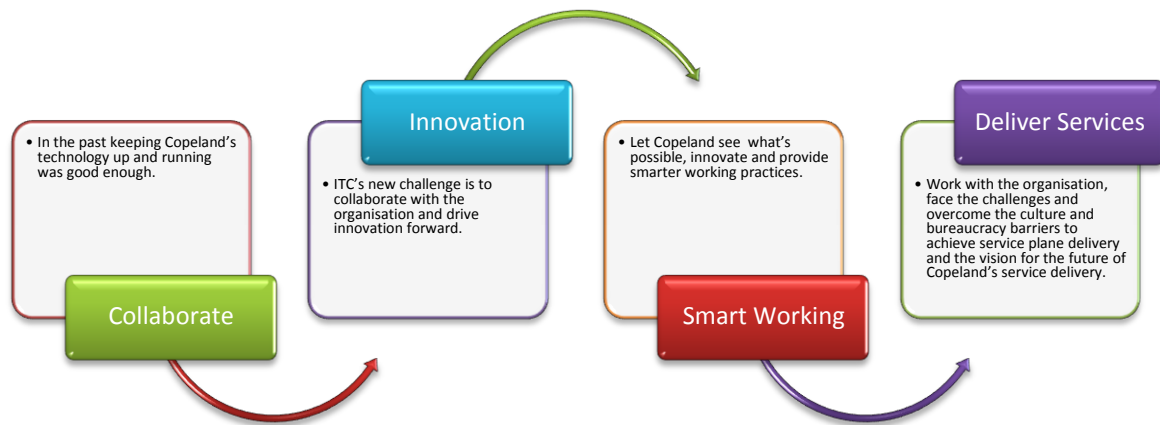 • In the past keeping Copeland's
technology up and running
was good enough.
Collaborate
Innovation
• ITC's new challenge is to
collaborate with the
organisation and drive
innovation forward.
• Let Copeland see  what's
possible, innovate and provide
smarter working practices.
Smart Working
Deliver Services
• Work with the organisation,
face the challenges and
overcome the culture and
bureaucracy barriers to
achieve service plane delivery
and the vision for the future of
Copeland's service delivery.